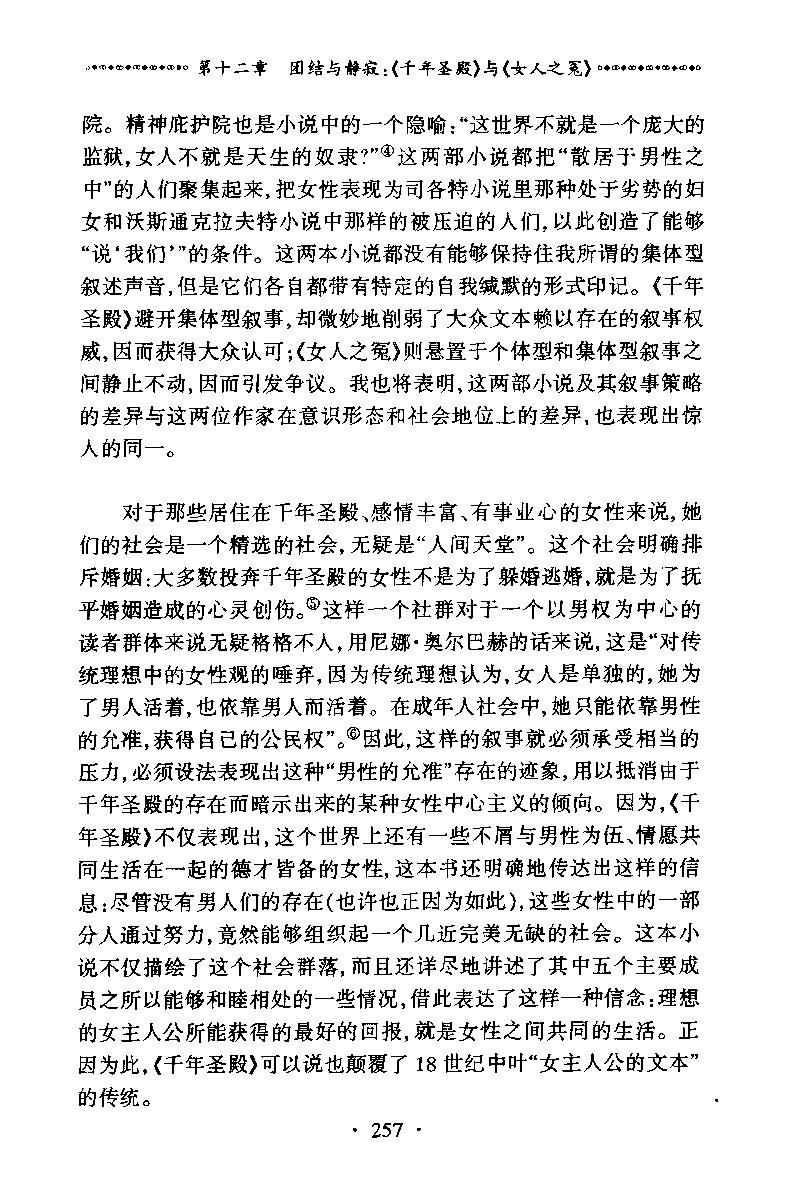 第十二章 团结与静寂:《千年圣殿》与《女人之冤》
院。精神庇护院也是小说中的一个隐喻:“这世界不就是一个庞大的
监狱,女人不就是天生的奴隶?”④这两部小说都把“散居于男性之
中”的人们聚集起来,把女性表现为司各特小说里那种处于劣势的妇
女和沃斯通克拉夫特小说中那样的被压迫的人们,以此创造了能够
“说‘我们’”的条件。这两本小说都没有能够保持住我所谓的集体型
叙述声音,但是它们各自都带有特定的自我缄默的形式印记。《千年
圣殿》避开集体型叙事,却微妙地削弱了大众文本赖以存在的叙事权
威,因而获得大众认可;《女人之冤》则悬置于个体型和集体型叙事之
间静止不动,因而引发争议。我也将表明,这两部小说及其叙事策略
的差异与这两位作家在意识形态和社会地位上的差异,也表现出惊
人的同一。
对于那些居住在千年圣殿、感情丰富、有事业心的女性来说,她
们的社会是一个精选的社会,无疑是“人间天堂”。这个社会明确排
斥婚姻:大多数投奔千年圣殿的女性不是为了躲婚逃婚,就是为了抚
平婚姻造成的心灵创伤。⑤这样一个社群对于一个以男权为中心的
读者群体来说无疑格格不人,用尼娜·奥尔巴赫的话来说,这是“对传
统理想中的女性观的唾弃,因为传统理想认为,女人是单独的,她为
了男人活着,也依靠男人而活着。在成年人社会中,她只能依靠男性
的允准,获得自己的公民权”。⑥因此,这样的叙事就必须承受相当的
压力,必须设法表现出这种“男性的允准”存在的迹象,用以抵消由于
千年圣殿的存在而暗示出来的某种女性中心主义的倾向。因为,《千
年圣殿》不仅表现出,这个世界上还有一些不屑与男性为伍、情愿共
同生活在一起的德才皆备的女性,这本书还明确地传达出这样的信
息:尽管没有男人们的存在(也许也正因为如此),这些女性中的一部
分人通过努力,竟然能够组织起一个几近完美无缺的社会。这本小
说不仅描绘了这个社会群落,而且还详尽地讲述了其中五个主要成
员之所以能够和睦相处的一些情况,借此表达了这样一种信念:理想
的女主人公所能获得的最好的回报,就是女性之间共同的生活。正
因为此,《千年圣殿》可以说也颠覆了18世纪中叶“女主人公的文本”
的传统。
· 257 ·